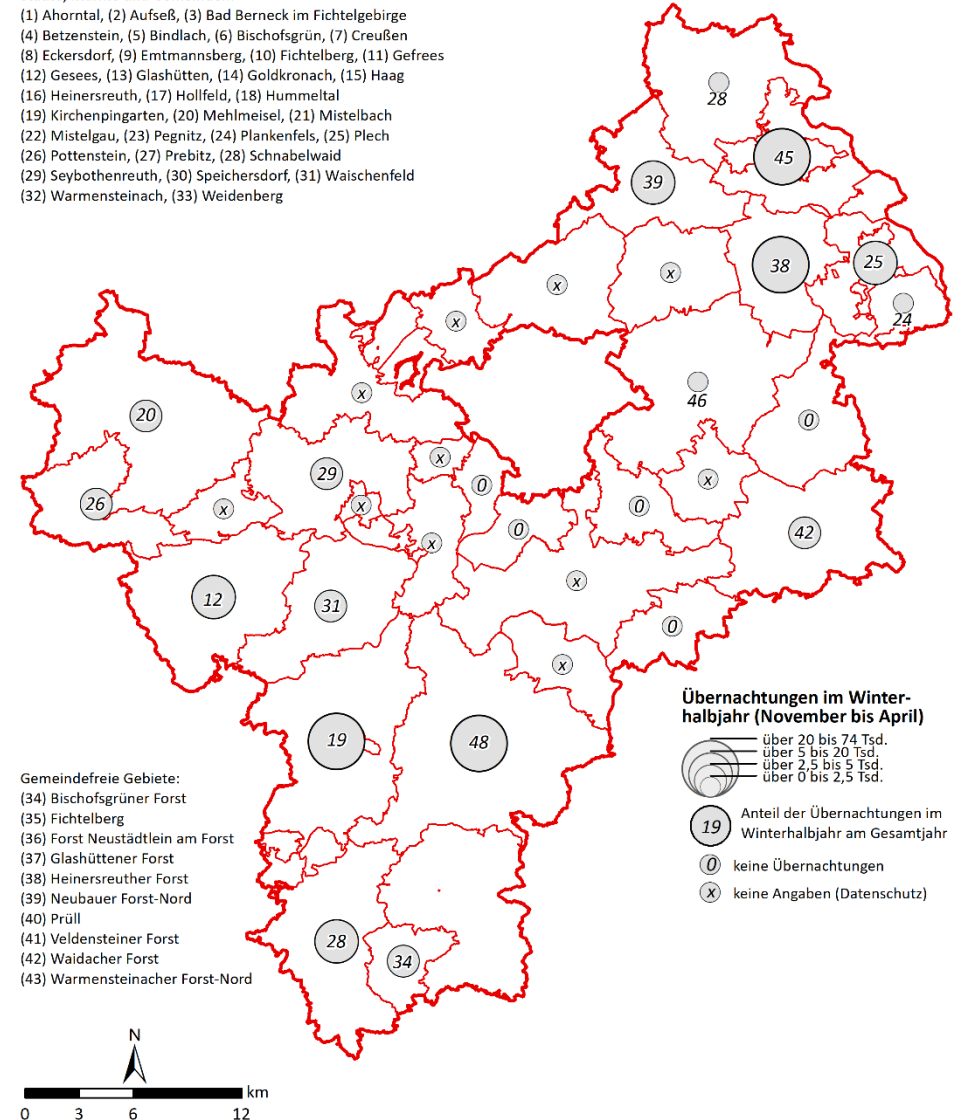 (1) Ahorntal, (2) Aufseß, (3) Bad Berneck im Fichtelgebirge
(4) Betzenstein, (5) Bindlach, (6) Bischofsgrün, (7) Creußen
(8) Eckersdorf, (9) Emtmannsberg, (10) Fichtelberg, (11) Gefrees
(12) Gesees, (13) Glashütten, (14) Goldkronach, (15) Haag
(16) Heinersreuth, (17) Hollfeld, (18) Hummeltal
(19) Kirchenpingarten, (20) Mehlmeisel, (21) Mistelbach
(22) Mistelgau, (23) Pegnitz, (24) Plankenfels, (25) Plech
(26) Pottenstein, (27) Prebitz, (28) Schnabelwaid
(29) Seybothenreuth, (30) Speichersdorf, (31) Waischenfeld
(32) Warmensteinach, (33) Weidenberg
28
45
39
38
25
x
x
24
x
46
x
20
0
29
x
0
x
26
x
x
0
0
42
x
x
12
31
0
x
19
48
28
34
Übernachtungen im Winter-
halbjahr (November bis April)
über 20 bis 74 Tsd.
über 5 bis 20 Tsd.
über 2,5 bis 5 Tsd.
über 0 bis 2,5 Tsd.
19 Anteil der Übernachtungen im
Winterhalbjahr am Gesamtjahr
0 keine Übernachtungen
x keine Angaben (Datenschutz)
Gemeindefreie Gebiete:
(34) Bischofsgrüner Forst
(35) Fichtelberg
(36) Forst Neustädtlein am Forst
(37) Glashüttener Forst
(38) Heinersreuther Forst
(39) Neubauer Forst-Nord
(40) Prüll
(41) Veldensteiner Forst
(42) Waidacher Forst
(43) Warmensteinacher Forst-Nord
N
km
0 3 6 12